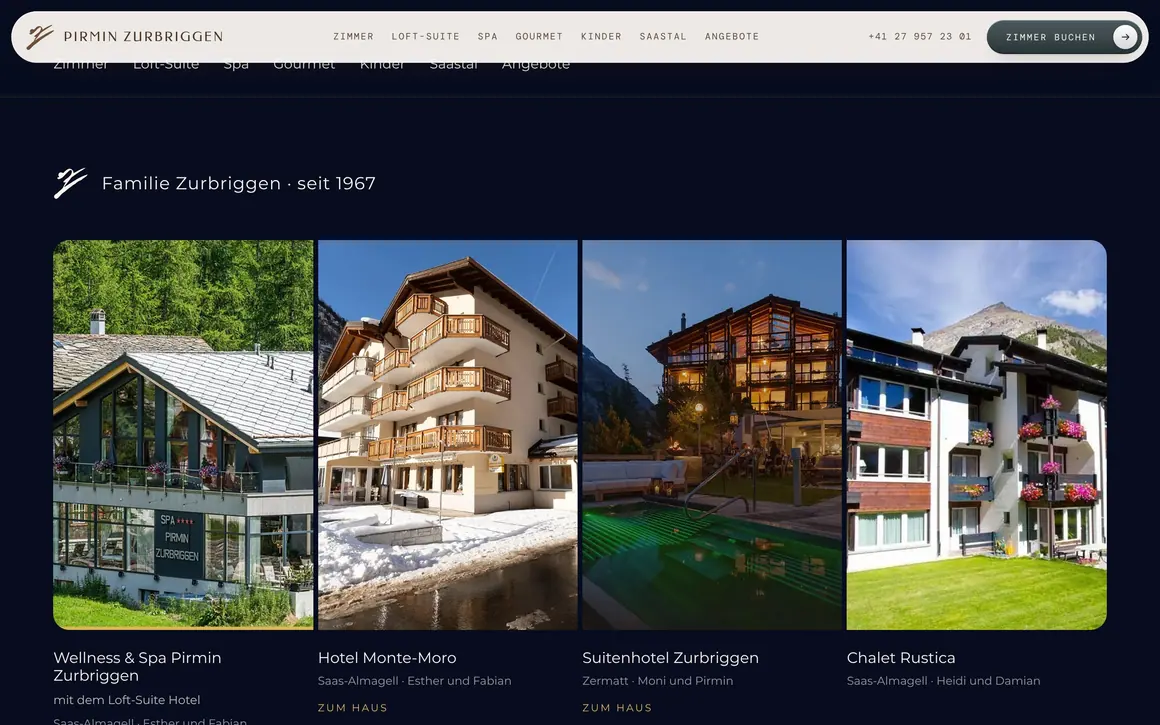 PIRMIN ZURBRIGGEN
ZIMMER LOFT-SUITE SPA GOURMET KINDER SAASTAL ANGEBOTE
+41 27 957 23 01
ZIMMER BUCHEN
Zimmer Loft-Suite Spa Gourmet Kinder Saastal Angebote
Familie Zurbriggen · seit 1967
SPA ****
PIRMIN
ZURBRIGGEN
Wellness & Spa Pirmin
Zurbriggen
mit dem Loft-Suite Hotel
Saas-Almagell · Esther und Fabian
Hotel Monte-Moro
Saas-Almagell · Esther und Fabian
ZUM HAUS
Suitenhotel Zurbriggen
Zermatt · Moni und Pirmin
ZUM HAUS
Chalet Rustica
Saas-Almagell · Heidi und Damian